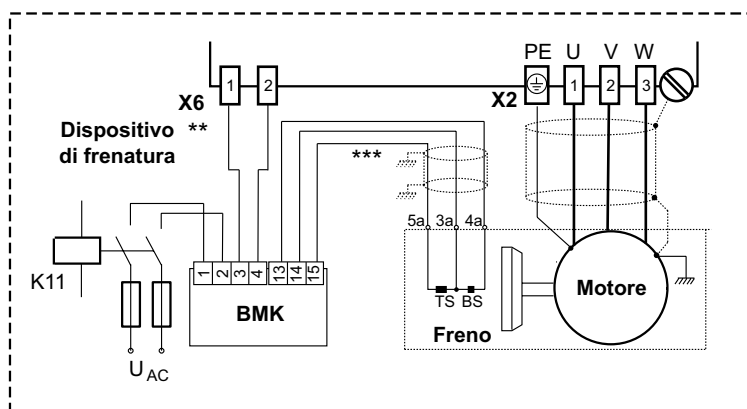 PE U V W
1 2 1 2 3
X6 X2
Dispositivo **
di frenatura
***
5a 3a 4a
K11
1 2 3 4 13 14 15
BMK
TS BS
Motore
Freno
U AC